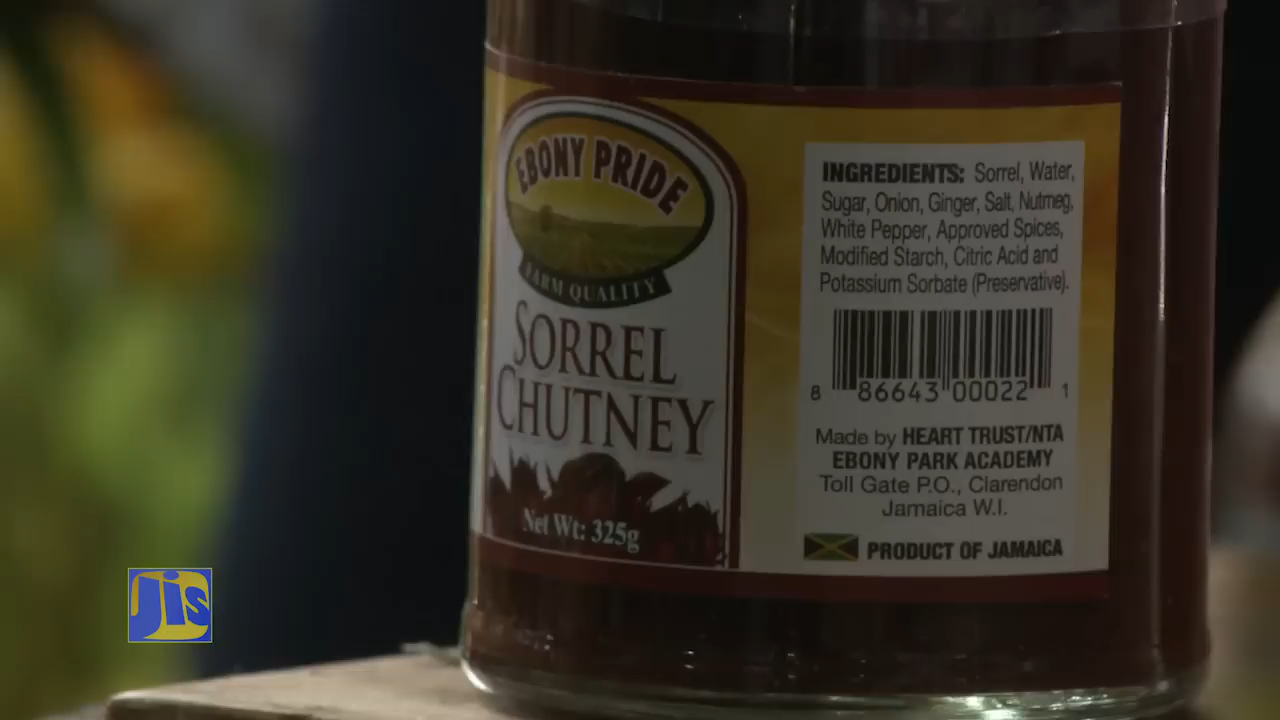 EBONY PRIDE
FARM QUALITY
SORREL
CHUTNEY
Net Wt: 325g
INGREDIENTS: Sorrel, Water,
Sugar, Onion, Ginger, Salt, Nutmeg,
White Pepper, Approved Spices,
Modified Starch, Citric Acid and
Potassium Sorbate (Preservative).
8 86643 00022 1
Made by HEART TRUST/NTA
EBONY PARK ACADEMY
Toll Gate P.O., Clarendon
Jamaica W.I.
PRODUCT OF JAMAICA
Jis